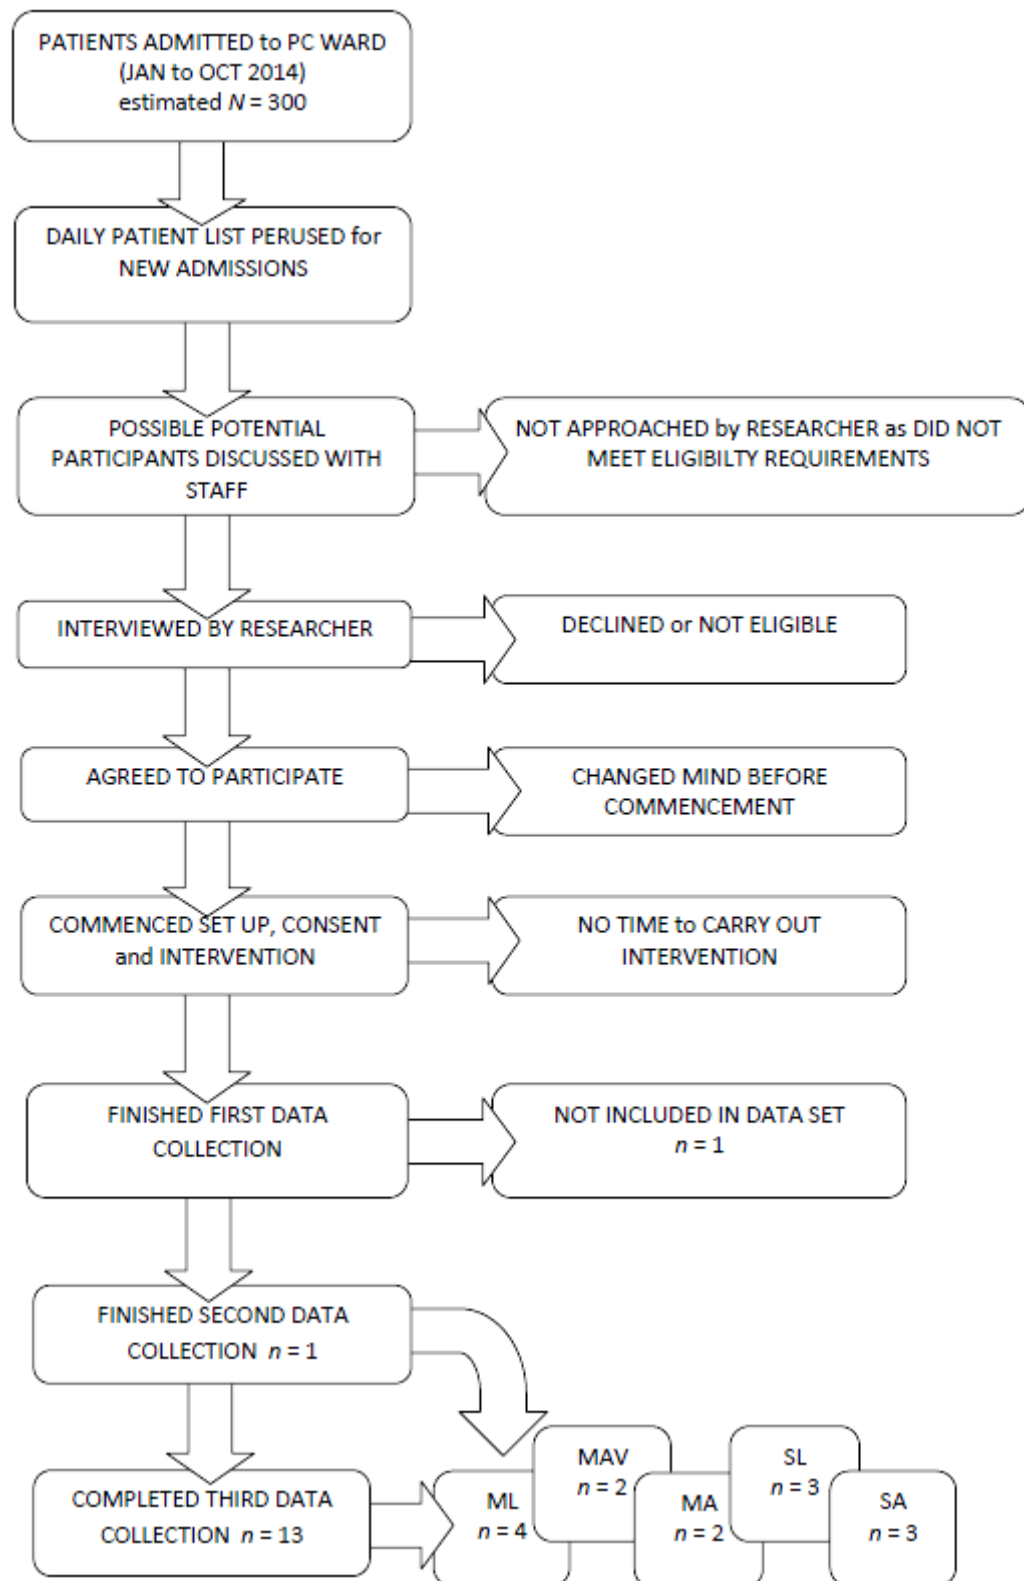 PATIENTS ADMITTED to PC WARD
(JAN to OCT 2014)
estimated N = 300
DAILY PATIENT LIST PERUSED for
NEW ADMISSIONS
POSSIBLE POTENTIAL
PARTICIPANTS DISCUSSED WITH
STAFF
NOT APPROACHED by RESEARCHER as DID NOT
MEET ELIGIBILTY REQUIREMENTS
INTERVIEWED BY RESEARCHER
DECLINED or NOT ELIGIBLE
AGREED TO PARTICIPATE
CHANGED MIND BEFORE
COMMENCEMENT
COMMENCED SET UP, CONSENT
and INTERVENTION
NO TIME to CARRY OUT
INTERVENTION
FINISHED FIRST DATA
COLLECTION
NOT INCLUDED IN DATA SET
n = 1
FINISHED SECOND DATA
COLLECTION n = 1
COMPLETED THIRD DATA
COLLECTION n = 13
ML
n = 4
MAV
n = 2
MA
n = 2
SL
n = 3
SA
n = 3